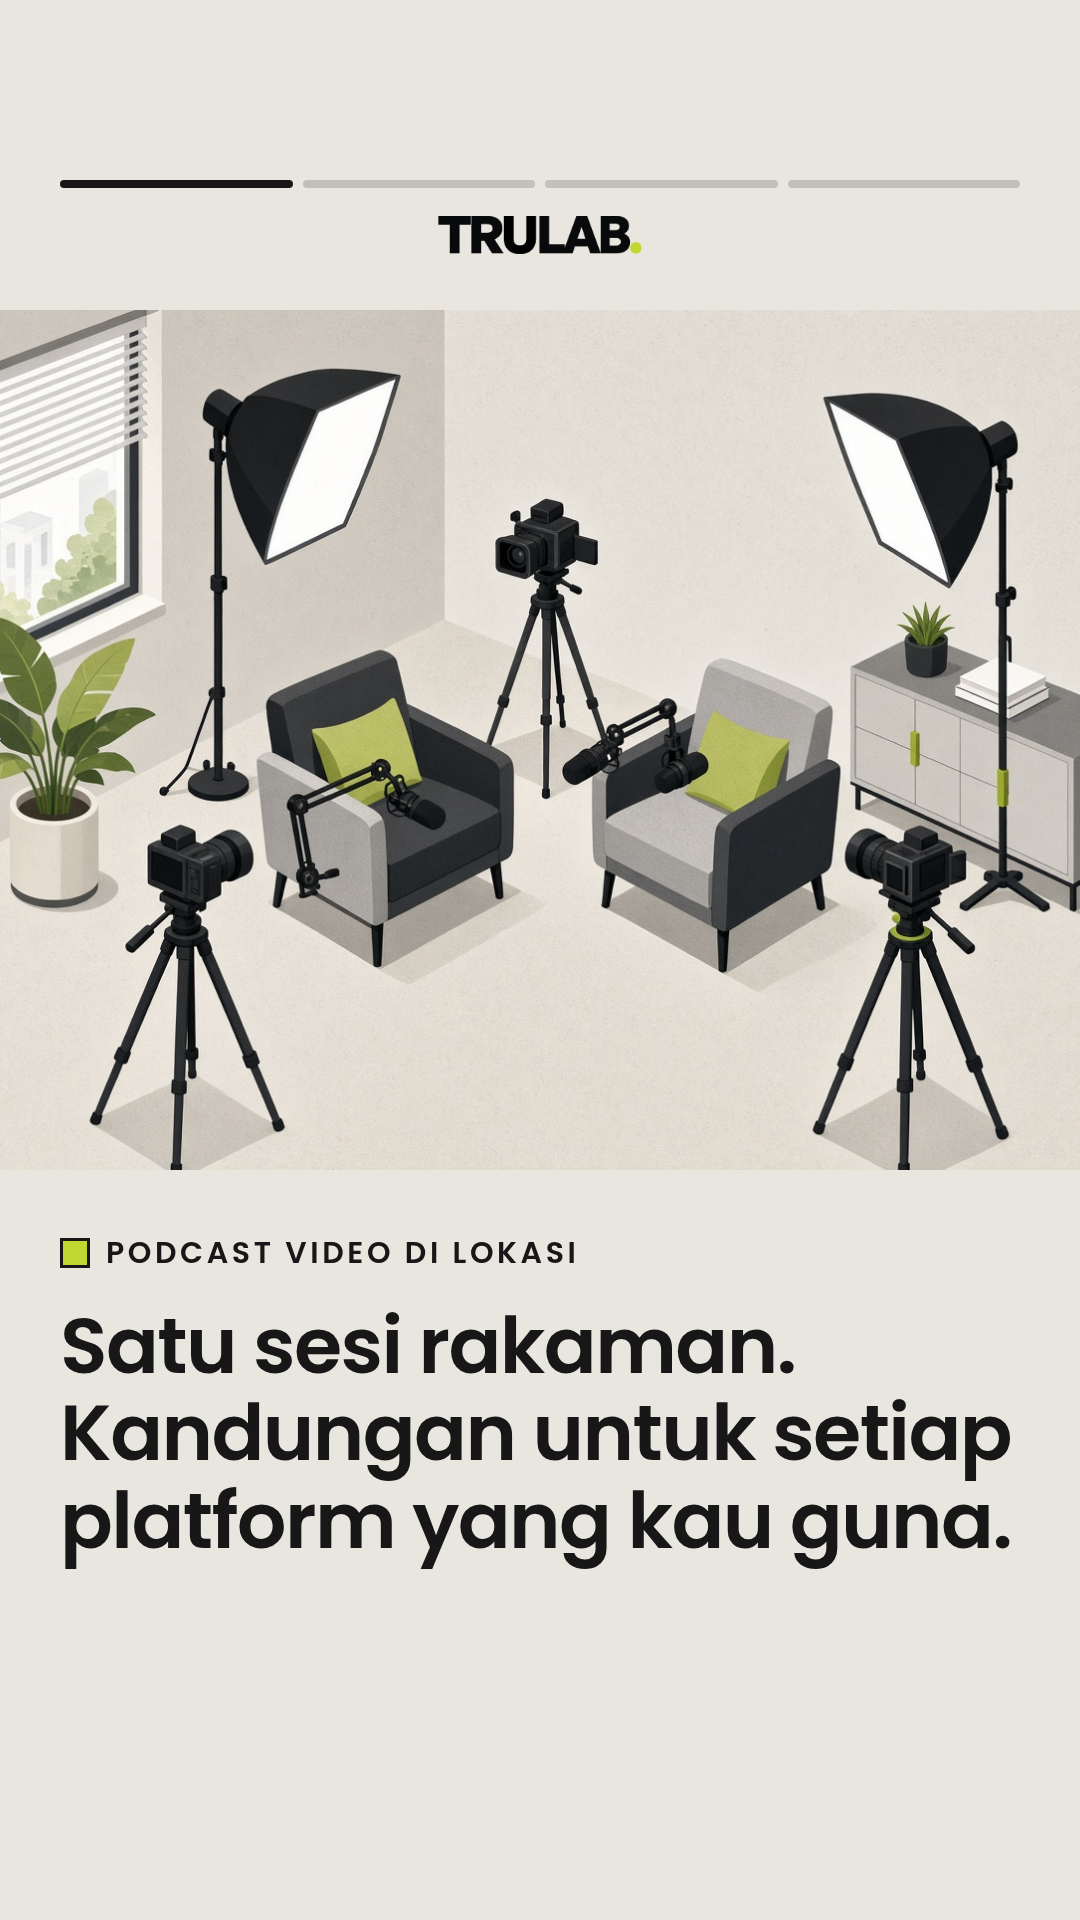 TRULAB.
PODCAST VIDEO DI LOKASI
Satu sesi rakaman.
Kandungan untuk setiap
platform yang kau guna.